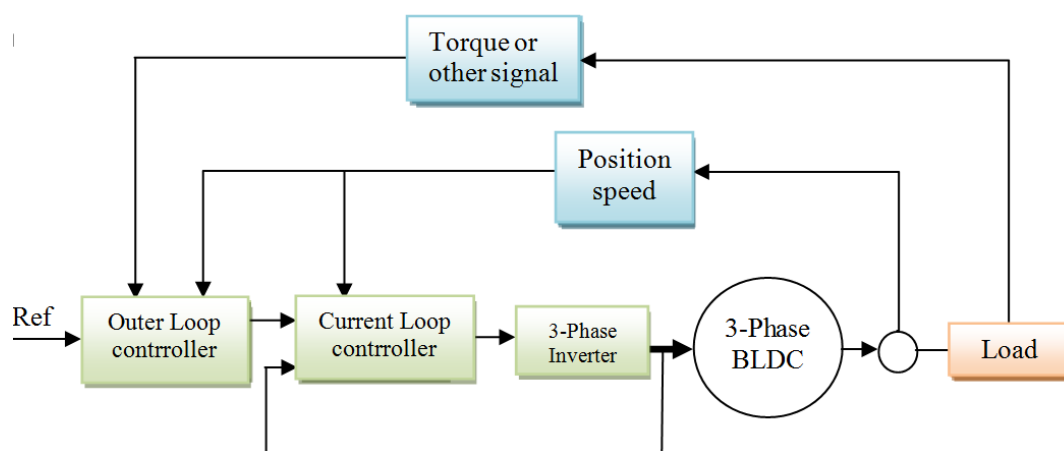 Torque or
other signal
Position
speed
Ref
Outer Loop
contrroller
Current Loop
contrroller
3-Phase
Inverter
3-Phase
BLDC
Load